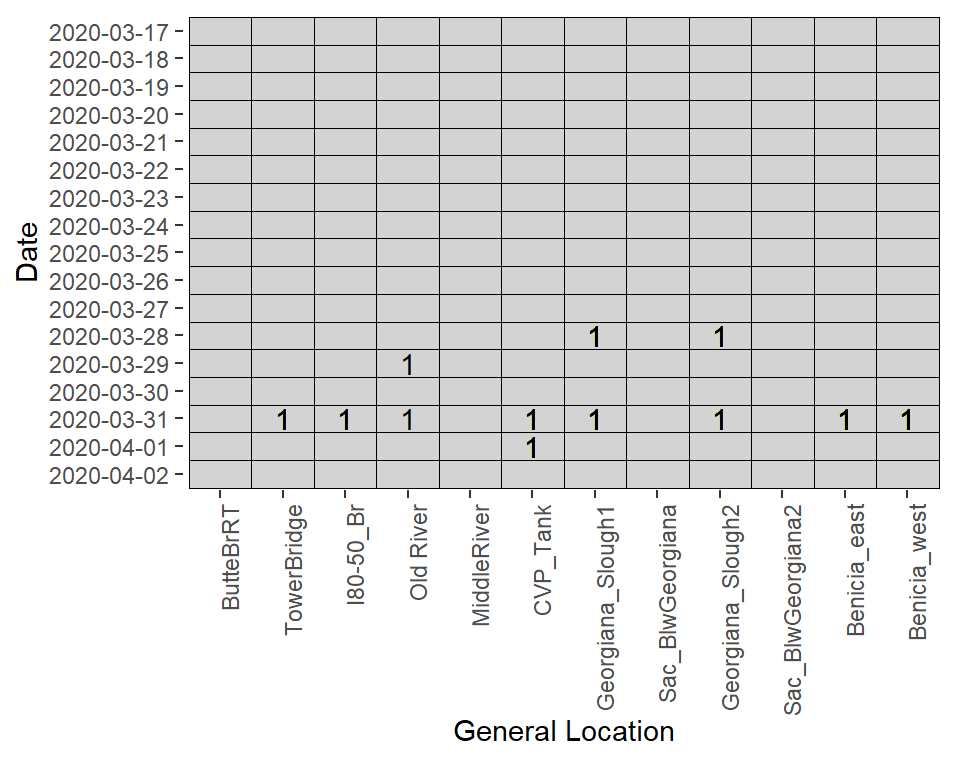 Date
2020-03-17
2020-03-18
2020-03-19
2020-03-20
2020-03-21
2020-03-22
2020-03-23
2020-03-24
2020-03-25
2020-03-26
2020-03-27
2020-03-28 1 1
2020-03-29 1
2020-03-30
2020-03-31 1 1 1 1 1 1 1 1
2020-04-01 1
2020-04-02
ButteBrRT
TowerBridge
I80-50_Br
Old River
MiddleRiver
CVP_Tank
Georgiana_Slough1
Sac_BlwGeorgiana
Georgiana_Slough2
Sac_BlwGeorgiana2
Benicia_east
Benicia_west
General Location